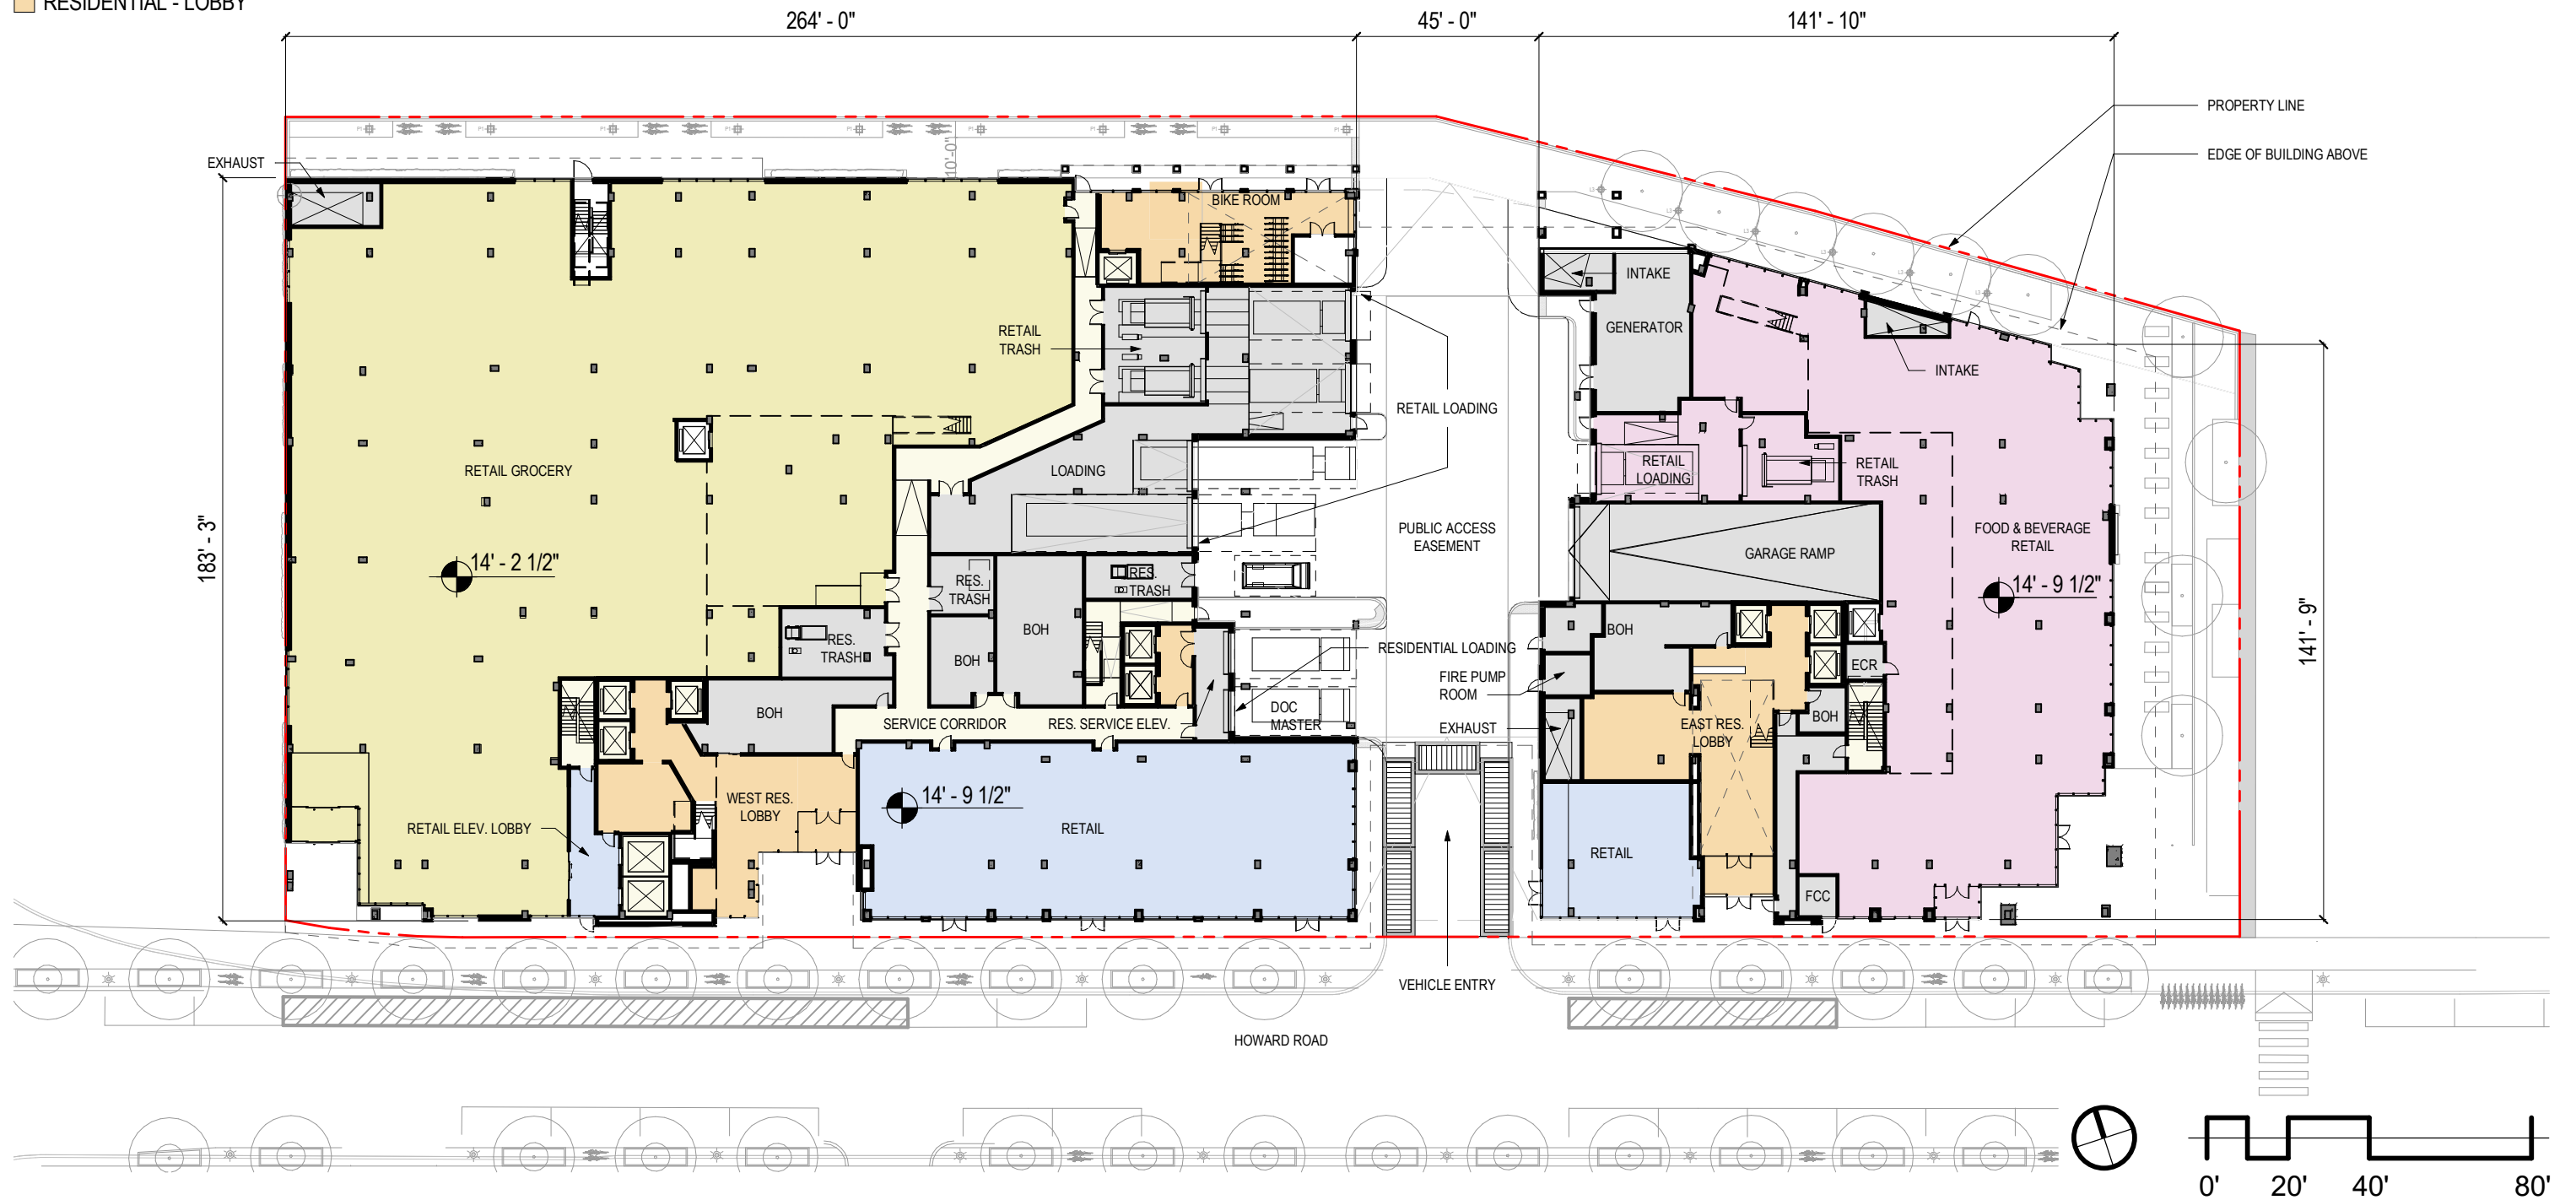 RESIDENTIAL - LOBBY
264' - 0"
45' - 0"
141' - 10"
PROPERTY LINE
EDGE OF BUILDING ABOVE
EXHAUST
10'-0"
BIKE ROOM
INTAKE
GENERATOR
RETAIL
TRASH
INTAKE
RETAIL LOADING
RETAIL GROCERY
LOADING
RETAIL
LOADING
RETAIL
TRASH
183' - 3"
14' - 2 1/2"
PUBLIC ACCESS
EASEMENT
GARAGE RAMP
FOOD & BEVERAGE
RETAIL
14' - 9 1/2"
141' - 9"
RES.
TRASH
RES.
TRASH
BOH
RES.
TRASH
BOH
RESIDENTIAL LOADING
BOH
ECR
FIRE PUMP
ROOM
BOH
SERVICE CORRIDOR
RES. SERVICE ELEV.
DOC
MASTER
EXHAUST
EAST RES.
LOBBY
BOH
WEST RES.
LOBBY
14' - 9 1/2"
RETAIL ELEV. LOBBY
RETAIL
RETAIL
FCC
VEHICLE ENTRY
HOWARD ROAD
0'
20'
40'
80'